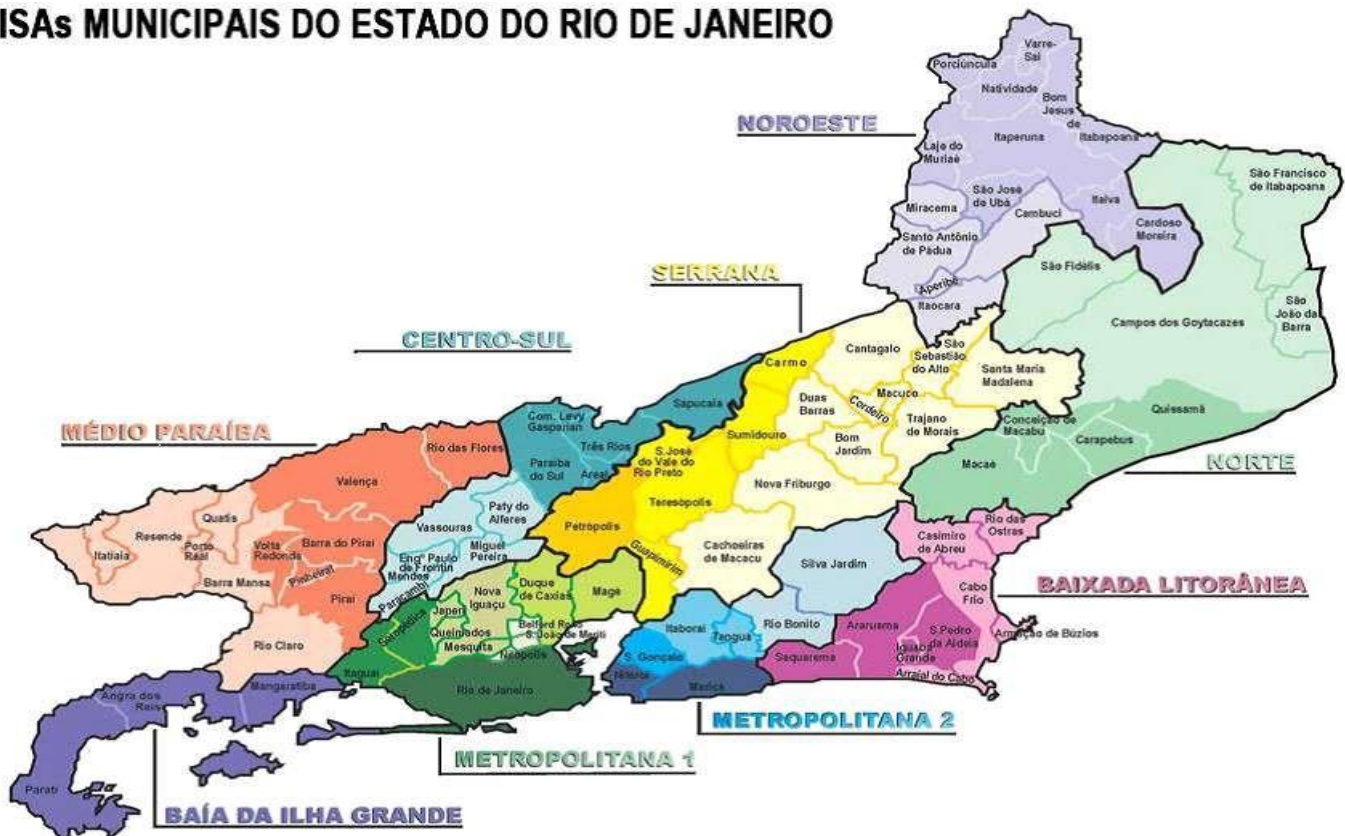 ISAs MUNICIPAIS DO ESTADO DO RIO DE JANEIRO
Varre-
Sai
Porciúncula
Natividade
Bom
Jesus
de
Itabapoana
NOROESTE
Itaperuna
Laje do
Muriaé
São Francisco
de Itabapoana
São José
de Ubá
Italva
Miracema
Cambuci
Cardoso
Moreira
Santo Antônio
de Pádua
São Fidélis
SERRANA
Aperibé
Itaocara
São
João da
Barra
Campos dos Goytacazes
CENTRO-SUL
Cantagalo
São
Sebastião
do Alto
Carmo
Santa Maria
Madalena
Macuco
Duas
Barras
Cordeiro
Sapucaia
Quissamã
Com. Levy
Gasparian
Trajano
de Morais
Conceição de
Macabu
MÉDIO PARAÍBA
Sumidouro
Carapebus
Rio das Flores
Três Rios
Bom
Jardim
S. José
do Vale do
Rio Preto
NORTE
Paraíba
do Sul
Areal
Macaé
Valença
Nova Friburgo
Teresópolis
Paty do
Alferes
Quatis
Rio das
Ostras
Vassouras
Petrópolis
Resende
Casimiro
de Abreu
Volta
Redonda
Barra do Piraí
Miguel
Pereira
Cachoeiras
de Macacu
Itatiaia
Porto
Real
Engº Paulo
de Frontin
Guapimirim
Silva Jardim
Pinheiral
Mendes
Barra Mansa
BAIXADA LITORÂNEA
Cabo
Frio
Piraí
Paracambi
Nova
Iguaçu
Duque
de Caxias
Magé
Japeri
Seropédica
Itaboraí
Rio Bonito
Araruama
Belford Roxo
S. João de Meriti
Queimados
Mesquita
Tangua
S.Pedro
da Aldeia
Armação de Búzios
Rio Claro
Iguaba
Grande
Nilópolis
S. Gonçalo
Saquarema
Itaguaí
Arraial do Cabo
Niterói
Maricá
Mangaratiba
Rio de Janeiro
Angra dos
Reis
METROPOLITANA 2
METROPOLITANA 1
Parati
BAÍA DA ILHA GRANDE